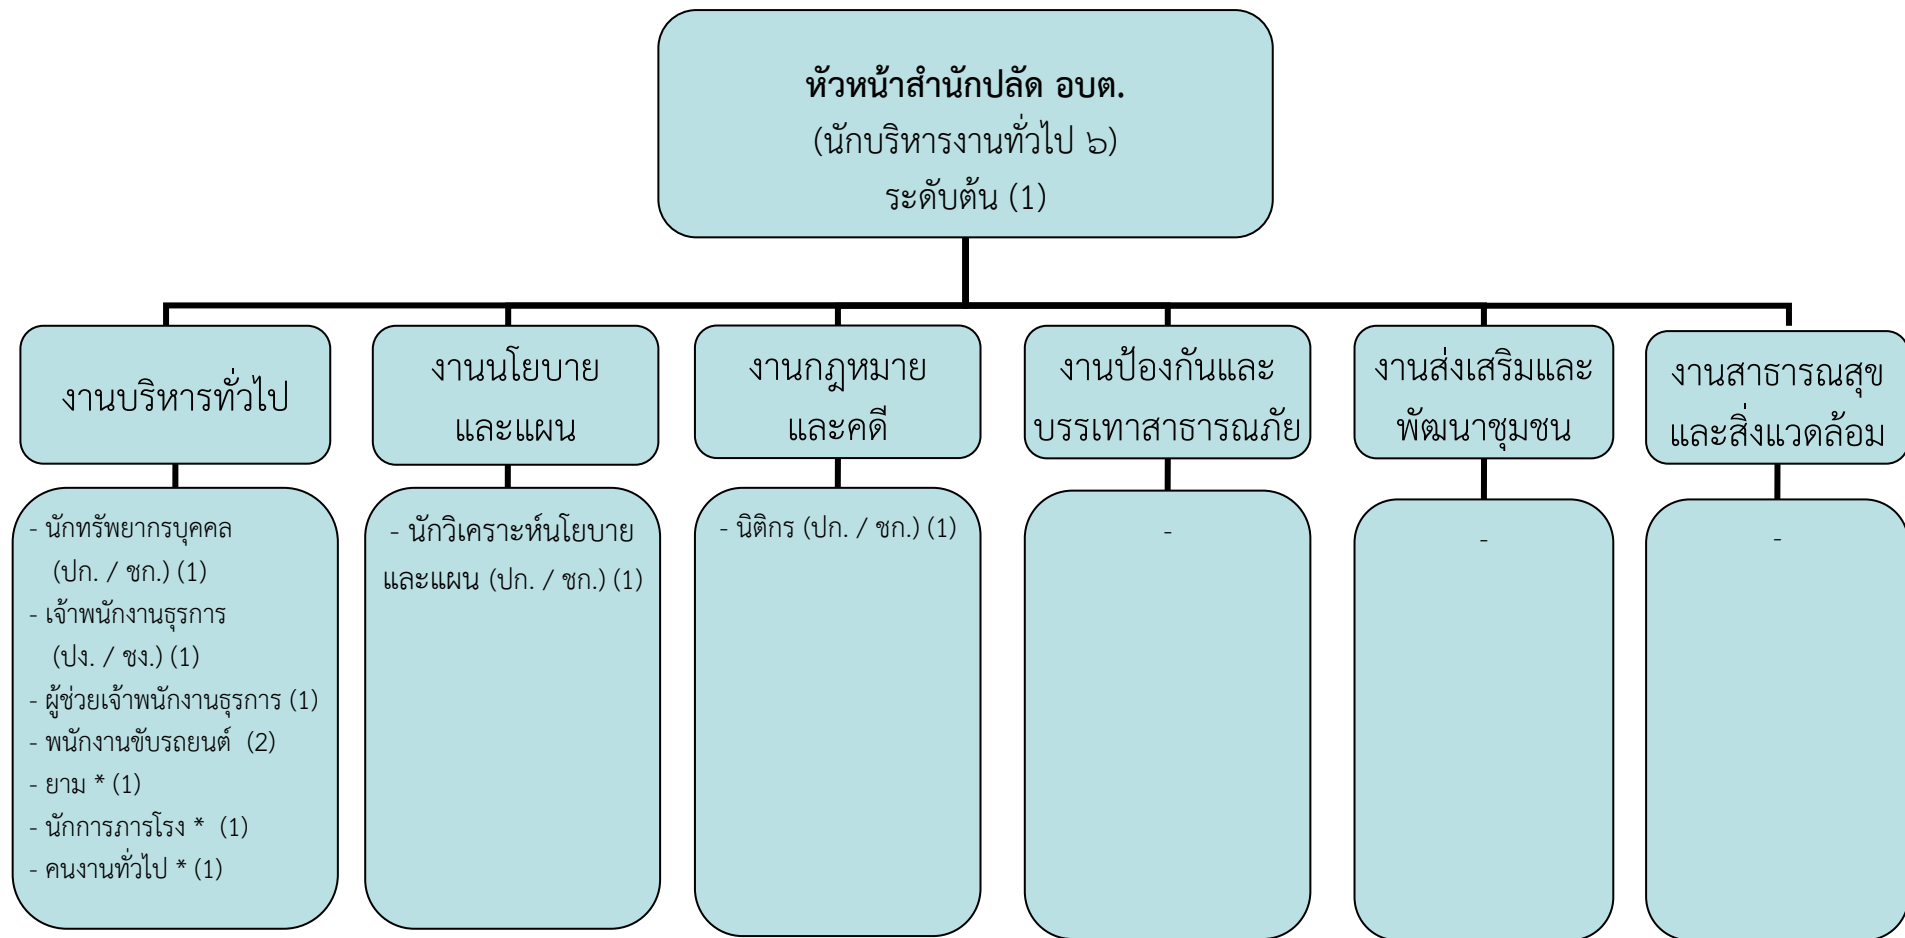 หัวหน้าสำนักปลัด อบต.
(นักบริหารงานทั่วไป ๖)
ระดับต้น (1)
งานบริหารทั่วไป
งานนโยบาย
และแผน
งานกฎหมาย
และคดี
งานป้องกันและ
บรรเทาสาธารณภัย
งานส่งเสริมและ
พัฒนาชุมชน
งานสาธารณสุข
และสิ่งแวดล้อม
- นักทรัพยากรบุคคล
(ปก. / ชก.) (1)
- เจ้าพนักงานธุรการ
(ปง. / ชง.) (1)
- ผู้ช่วยเจ้าพนักงานธุรการ (1)
- พนักงานขับรถยนต์ (2)
- ยาม * (1)
- นักการภารโรง * (1)
- คนงานทั่วไป * (1)
- นักวิเคราะห์นโยบาย
และแผน (ปก. / ชก.) (1)
- นิติกร (ปก. / ชก.) (1)
-
-
-